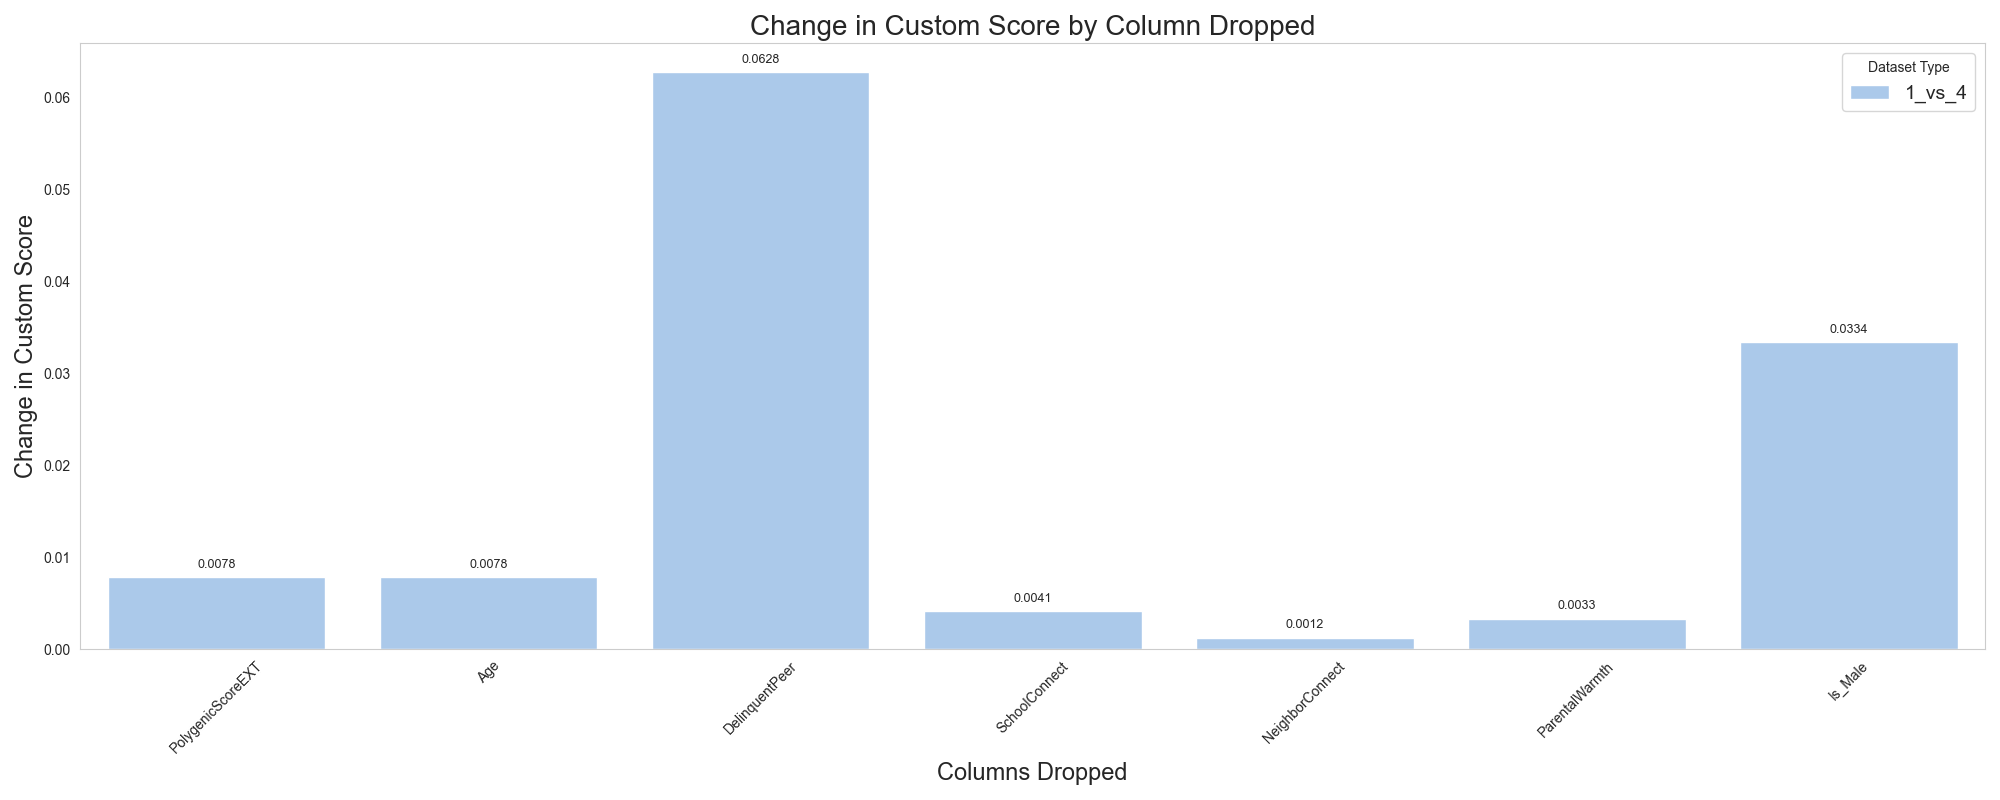 Change in Custom Score by Column Dropped
Change in Custom Score
0.06
0.05
0.04
0.03
0.02
0.01
0.00
0.0078
0.0078
0.0628
0.0041
0.0012
0.0033
0.0334
Dataset Type
1_vs_4
PolygenicScoreEXT
Age
DelinquentPeer
SchoolConnect
NeighborConnect
ParentalWarmth
Is_Male
Columns Dropped